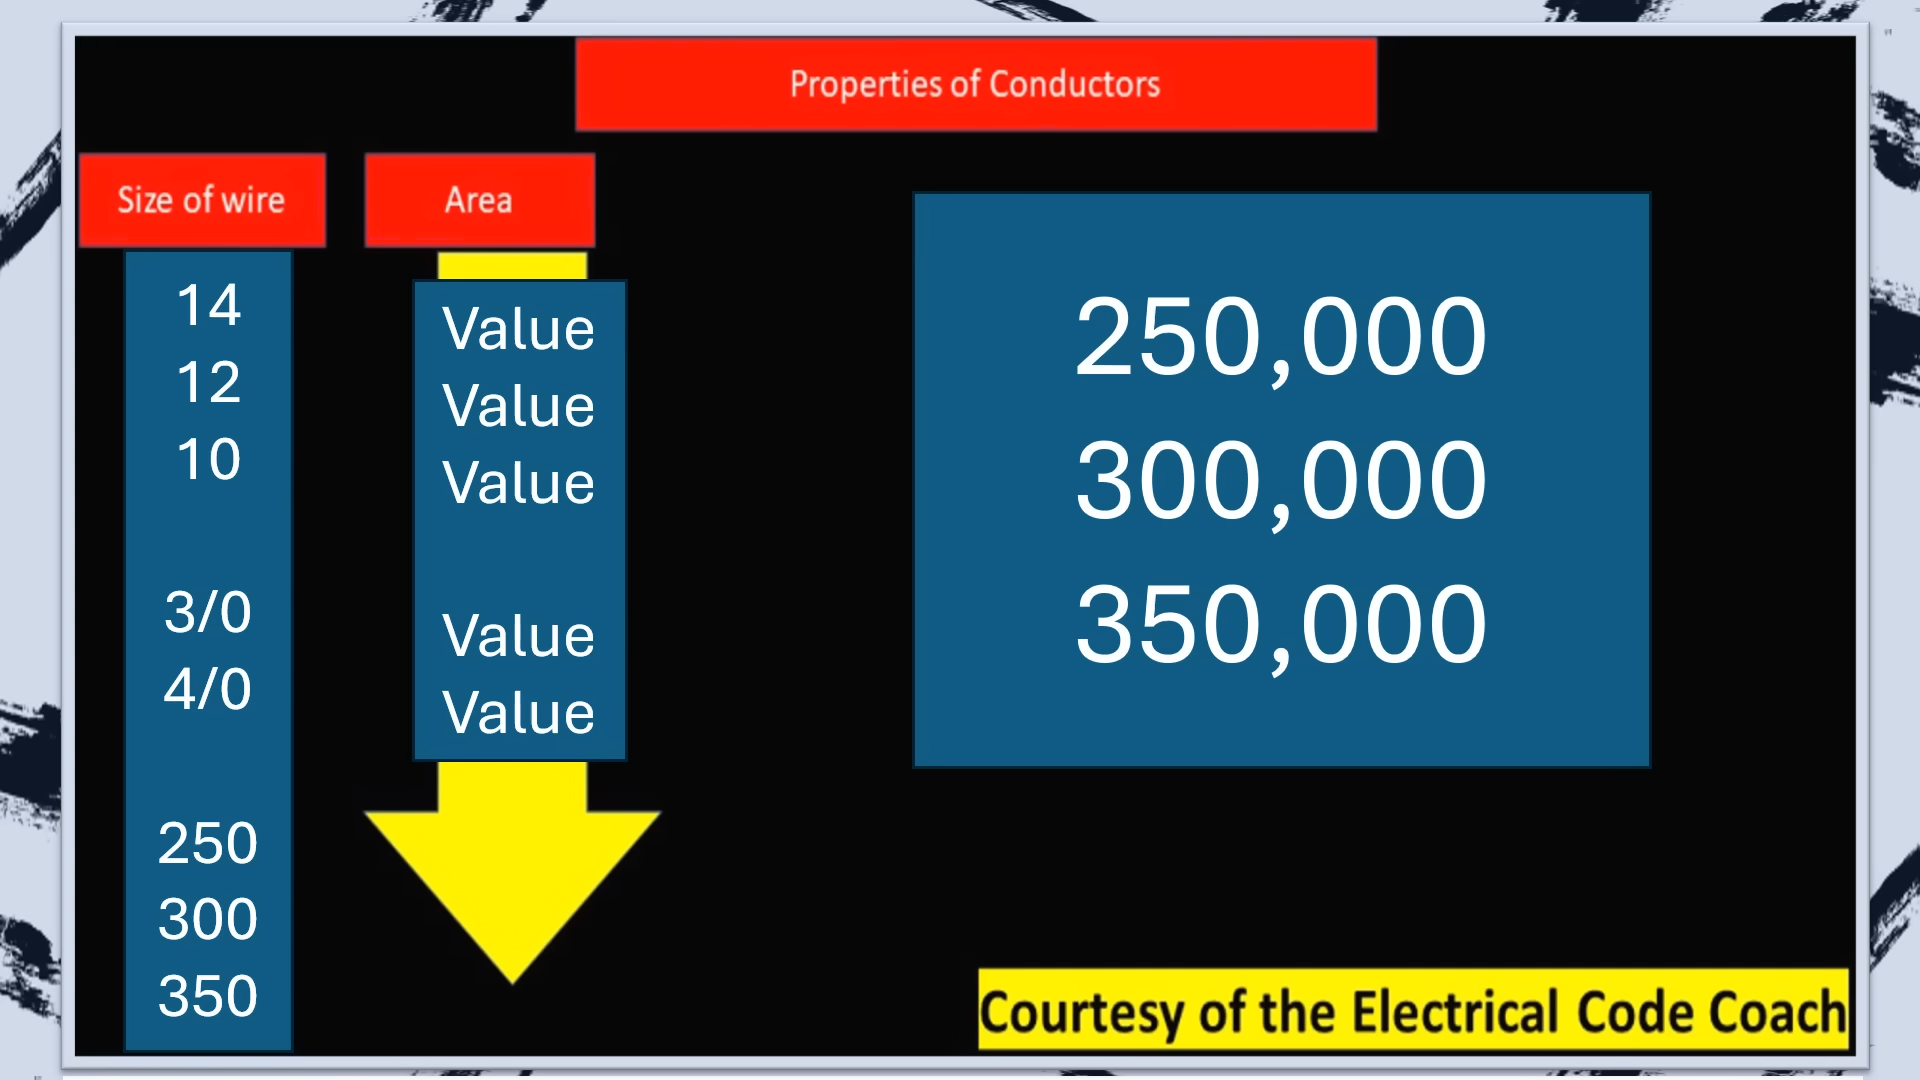 Properties of Conductors
Size of wire
Area
14
12
10
3/0
4/0
250
300
350
Value
Value
Value
Value
Value
250,000
300,000
350,000
Courtesy of the Electrical Code Coach